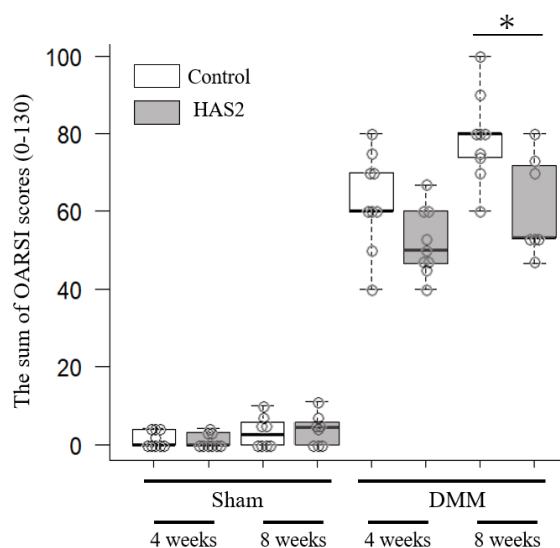 *
Control
HAS2
The sum of OARSI scores (0-130)
100
80
60
40
20
0
Sham
DMM
4 weeks
8 weeks
4 weeks
8 weeks